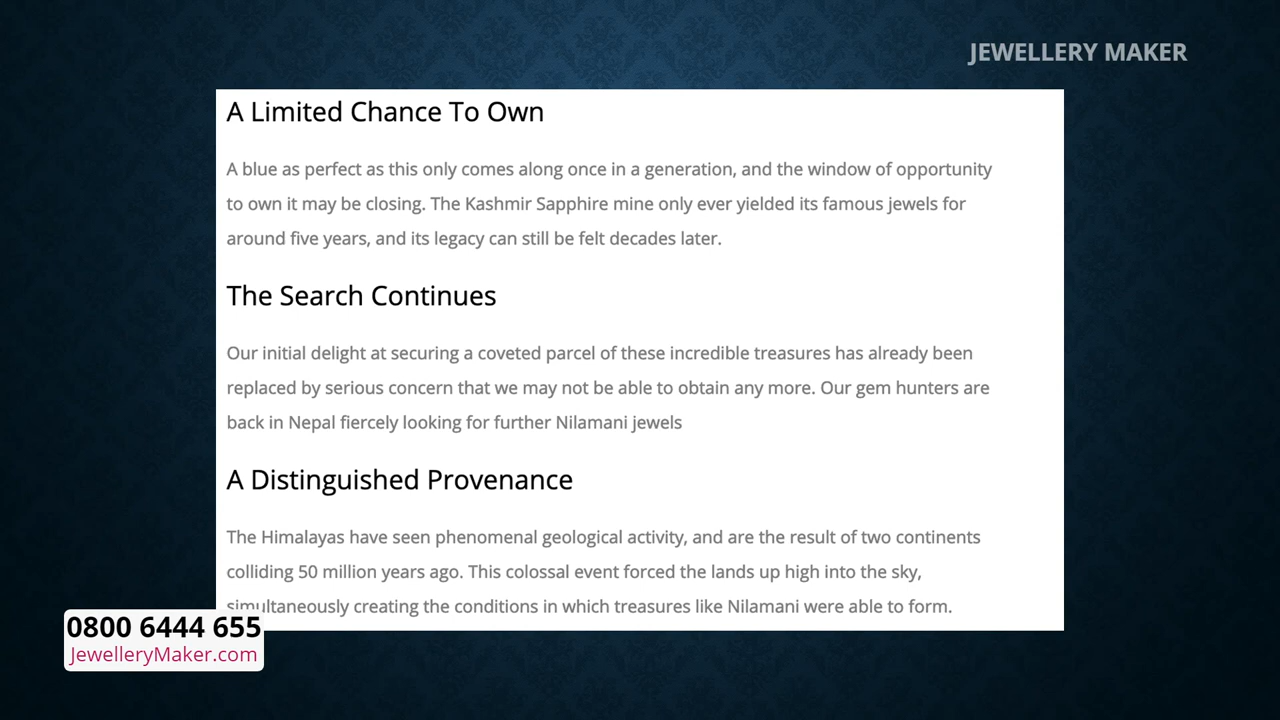 JEWELLERY MAKER
A Limited Chance To Own
A blue as perfect as this only comes along once in a generation, and the window of opportunity
to own it may be closing. The Kashmir Sapphire mine only ever yielded its famous jewels for
around five years, and its legacy can still be felt decades later.
The Search Continues
Our initial delight at securing a coveted parcel of these incredible treasures has already been
replaced by serious concern that we may not be able to obtain any more. Our gem hunters are
back in Nepal fiercely looking for further Nilamani jewels
A Distinguished Provenance
The Himalayas have seen phenomenal geological activity, and are the result of two continents
colliding 50 million years ago. This colossal event forced the lands up high into the sky,
simultaneously creating the conditions in which treasures like Nilamani were able to form.
0800 6444 655
JewelleryMaker.com